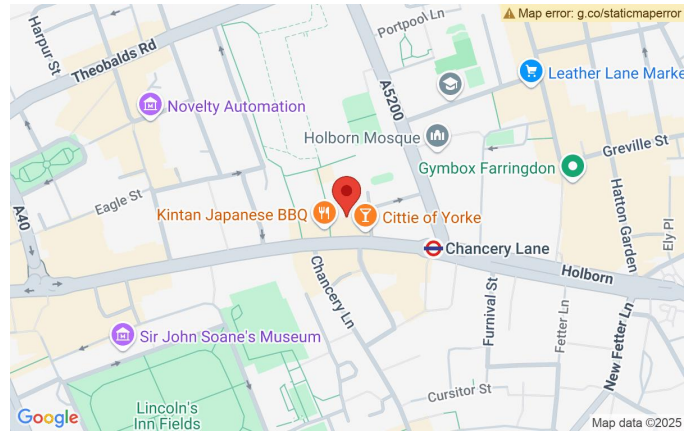 Portpool Ln
Map error: g.co/staticmaperror
Harpur St
Theobalds Rd
A5200
Leather Lane Marke
Novelty Automation
Holborn Mosque
Greville St
Gymbox Farringdon
Eagle St
A40
Kintan Japanese BBQ
Cittie of Yorke
Hatton Garden
Ely Pl
Chancery Lane
Holborn
Chancery Ln
Furnival St
Fetter Ln
New Fetter Ln
Sir John Soane's Museum
Cursitor St
Lincoln's
Inn Fields
Google
Map data ©2025